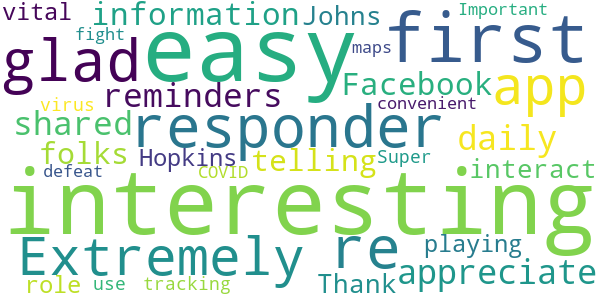 vital information Johns Important
fight
glad easy maps first
Facebook app
reminders convenient
virus
shared responder daily
folks Hopkins telling Super
defeat COVID interact
interesting
Extremely re playing
appreciate
role use tracking Thank